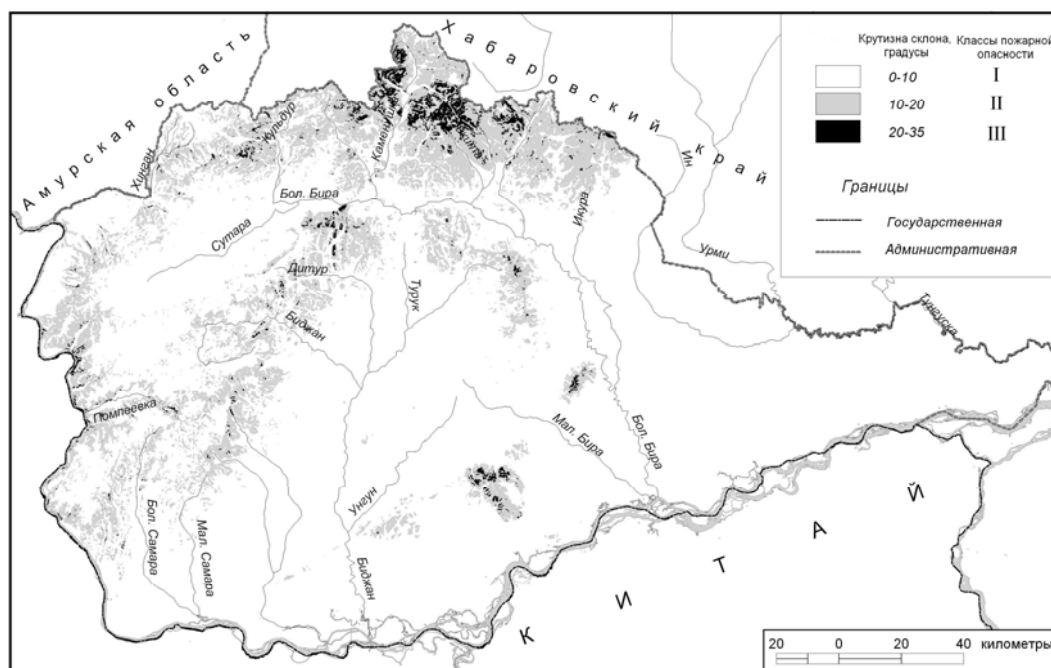 Амурская область
Хабаровский край
Крутизна склона, градусы
Классы пожарной опасности
0-10
I
10-20
II
20-35
III
Границы
Государственная
Административная
Хинган
Кульдур
Каменушка
Ин
Икура
Урми
Тунгуска
Бол. Бира
Сутара
Дитур
Турук
Биджан
Помпеевка
Мал. Бира
Бол. Бира
Унгун
Бол. Самара
Мал. Самара
Биджан
КИТАЙ
20 0 20 40 километры